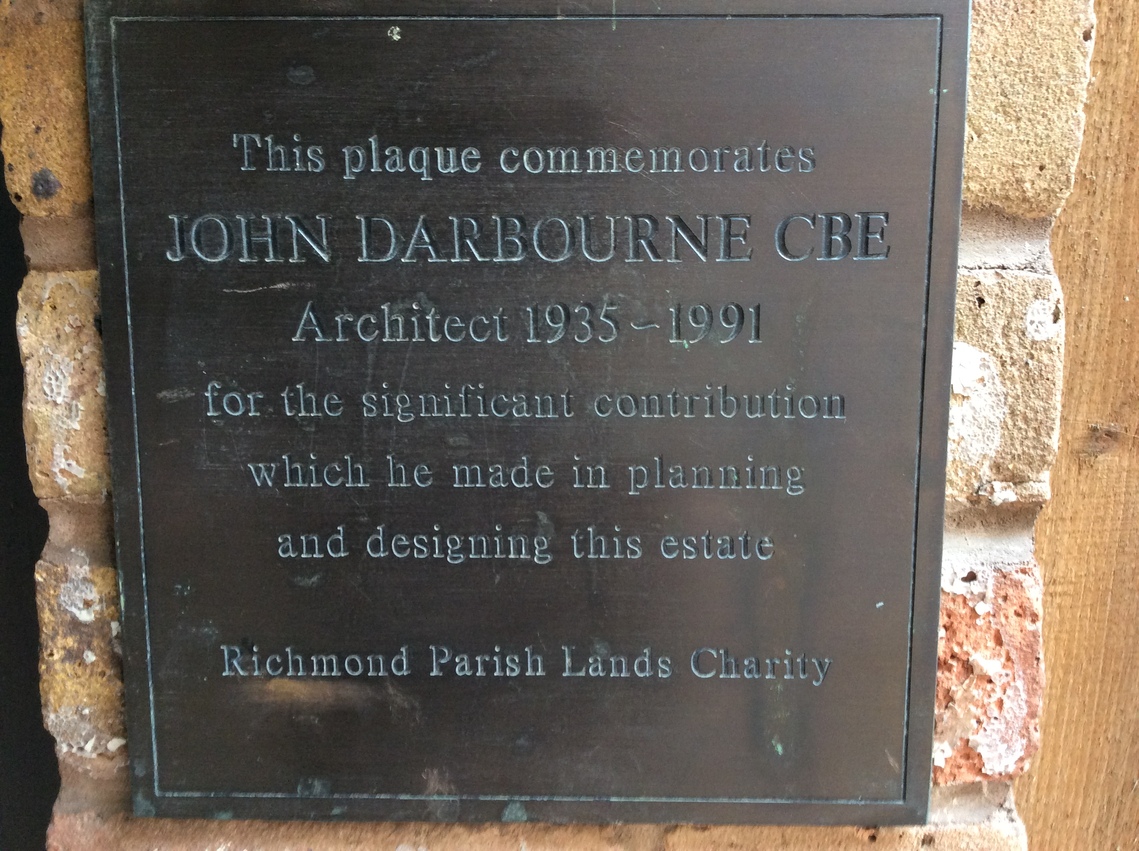 This plaque commemorates
JOHN DARBOURNE CBE
Architect 1935 – 1991
for the significant contribution
which he made in planning
and designing this estate
Richmond Parish Lands Charity